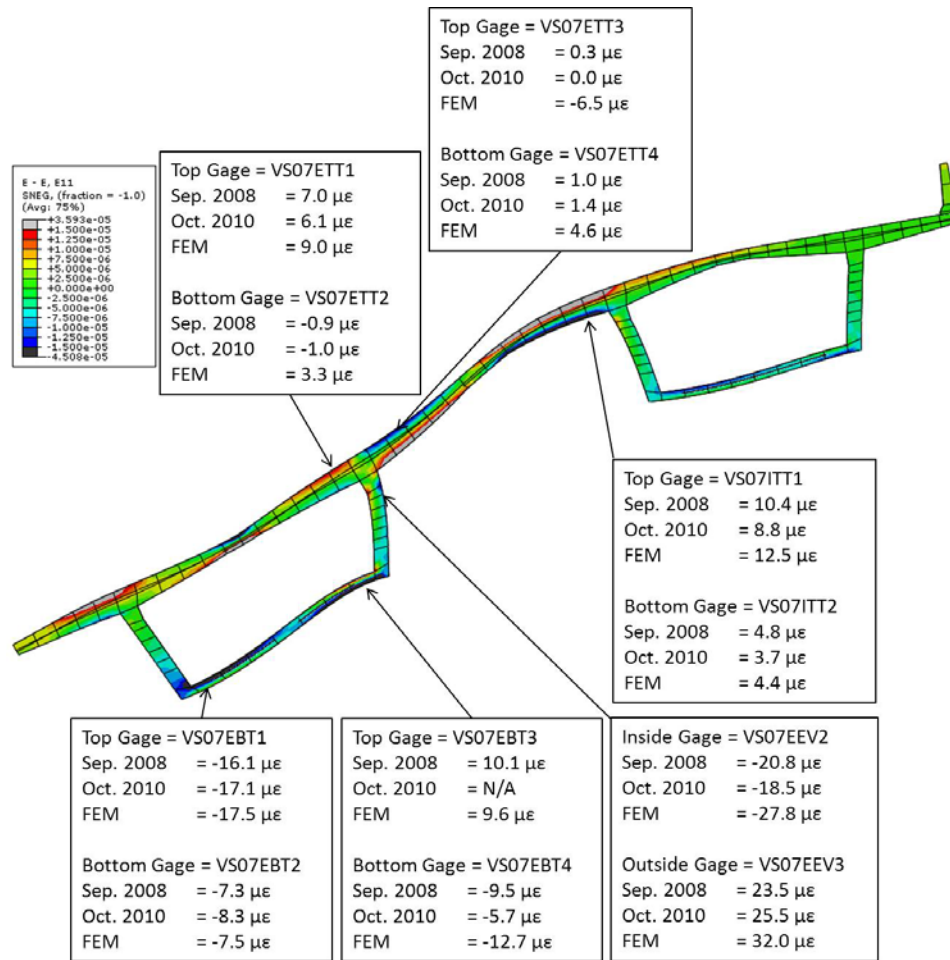 Top Gage = VS07ETT3
Sep. 2008 = 0.3 µε
Oct. 2010 = 0.0 µε
FEM = -6.5 µε
Bottom Gage = VS07ETT4
Sep. 2008 = 1.0 µε
Oct. 2010 = 1.4 µε
FEM = 4.6 µε
E - E, E11
SNEG, (fraction = -1.0)
(Avg: 75%)
+3.593e-05
+1.500e-05
+1.250e-05
+1.000e-05
+7.500e-06
+5.000e-06
+2.500e-06
+0.000e+00
-2.500e-06
-5.000e-06
-7.500e-06
-1.000e-05
-1.250e-05
-1.500e-05
-4.508e-05
Top Gage = VS07ETT1
Sep. 2008 = 7.0 µε
Oct. 2010 = 6.1 µε
FEM = 9.0 µε
Bottom Gage = VS07ETT2
Sep. 2008 = -0.9 µε
Oct. 2010 = -1.0 µε
FEM = 3.3 µε
Top Gage = VS07ITT1
Sep. 2008 = 10.4 µε
Oct. 2010 = 8.8 µε
FEM = 12.5 µε
Bottom Gage = VS07ITT2
Sep. 2008 = 4.8 µε
Oct. 2010 = 3.7 µε
FEM = 4.4 µε
Top Gage = VS07EBT1
Sep. 2008 = -16.1 µε
Oct. 2010 = -17.1 µε
FEM = -17.5 µε
Bottom Gage = VS07EBT2
Sep. 2008 = -7.3 µε
Oct. 2010 = -8.3 µε
FEM = -7.5 µε
Top Gage = VS07EBT3
Sep. 2008 = 10.1 µε
Oct. 2010 = N/A
FEM = 9.6 µε
Bottom Gage = VS07EBT4
Sep. 2008 = -9.5 µε
Oct. 2010 = -5.7 µε
FEM = -12.7 µε
Inside Gage = VS07EEV2
Sep. 2008 = -20.8 µε
Oct. 2010 = -18.5 µε
FEM = -27.8 µε
Outside Gage = VS07EEV3
Sep. 2008 = 23.5 µε
Oct. 2010 = 25.5 µε
FEM = 32.0 µε